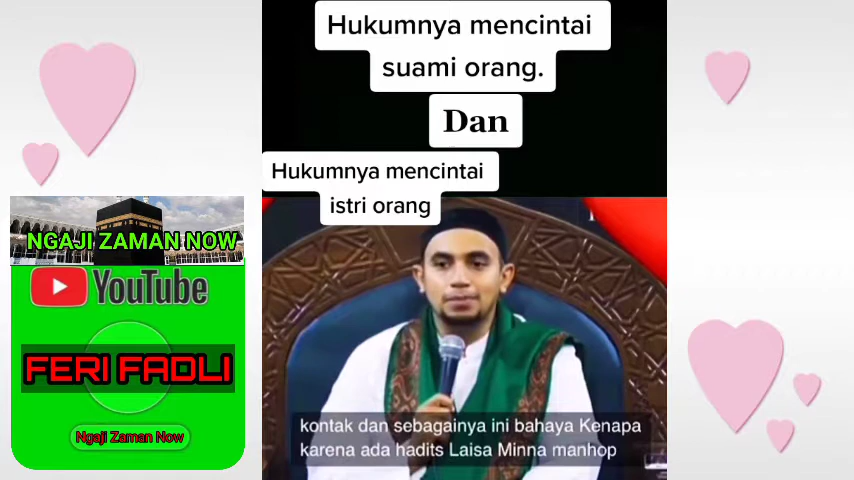 Hukumnya mencintai
suami orang.
Dan
Hukumnya mencintai
istri orang
NGAJI ZAMAN NOW
YouTube
FERI FADLI
Ngaji Zaman Now
kontak dan sebagainya ini bahaya Kenapa
karena ada hadits Laisa Minna manhop